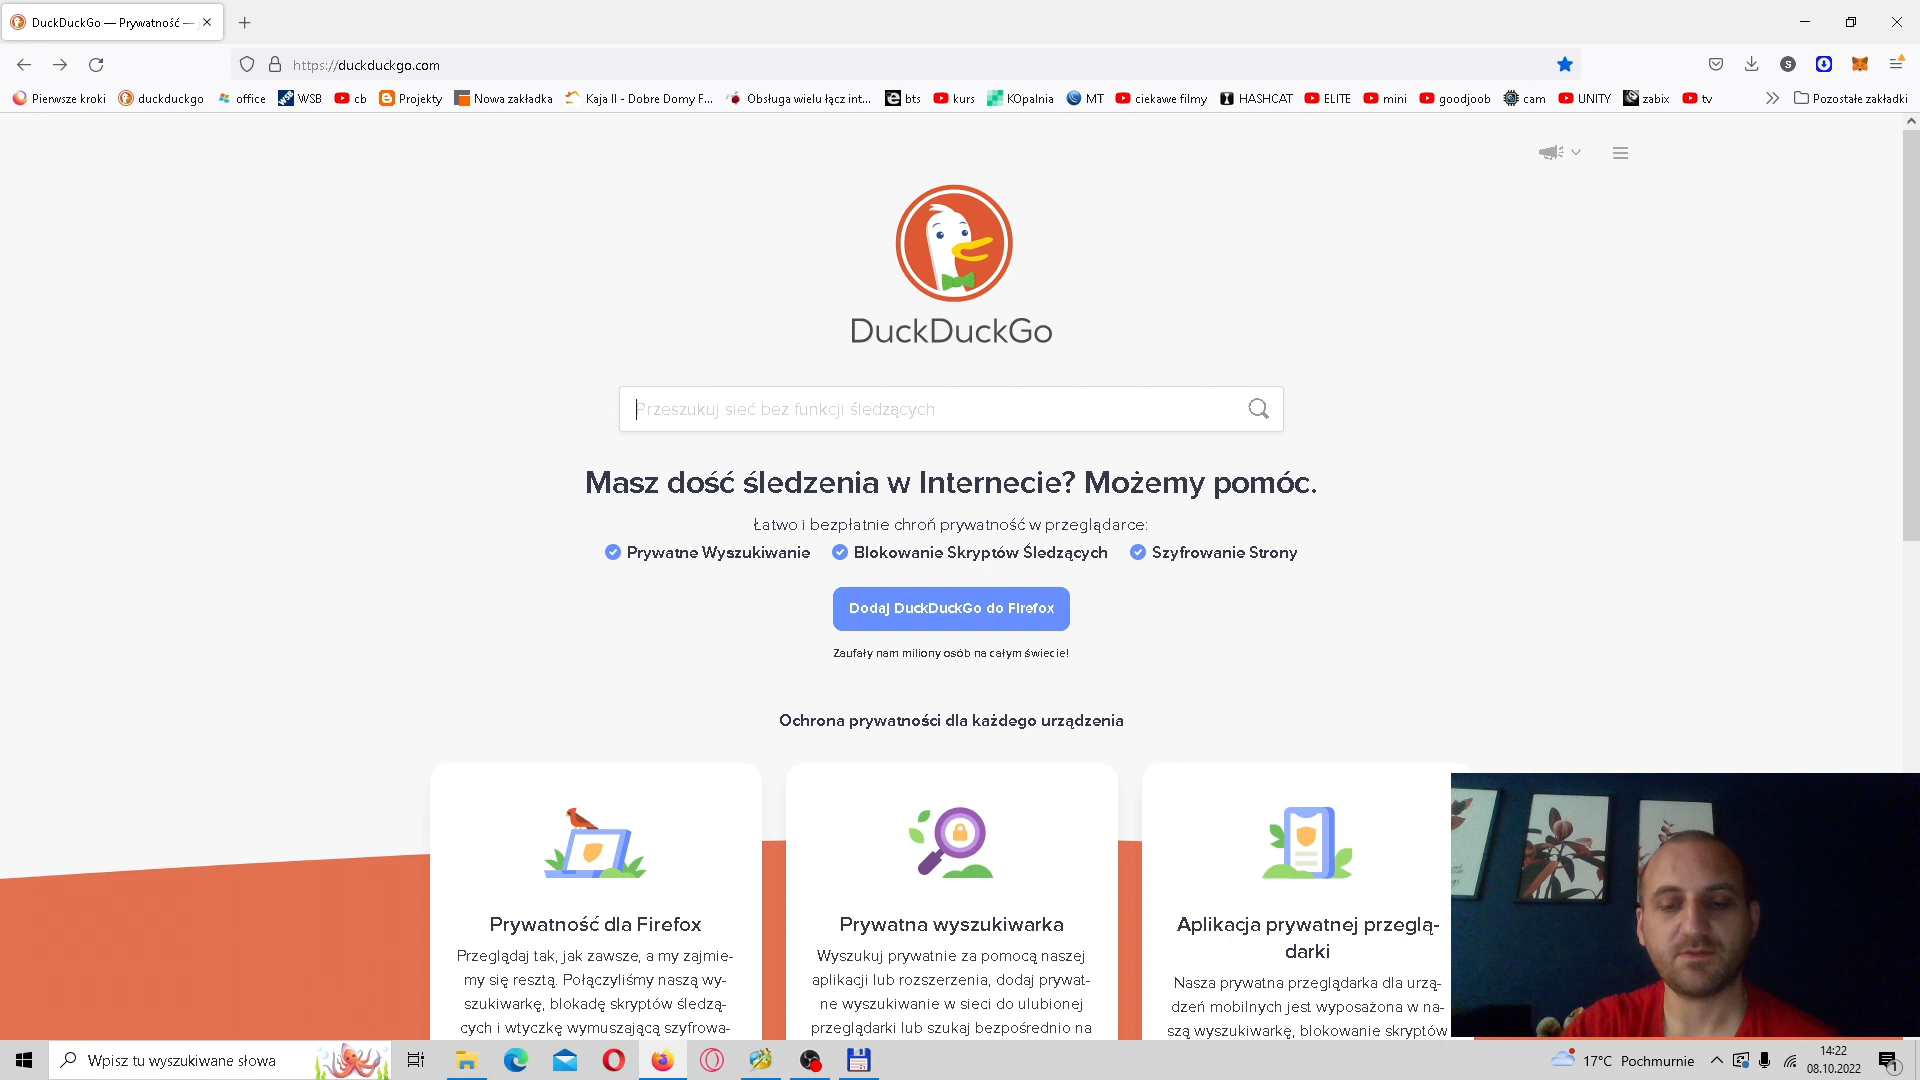 DuckDuckGo — Prywatność —
https://duckduckgo.com
Pierwsze kroki duckduckgo office WSB cb Projekty Nowa zakładka Kaja II - Dobre Domy F... Obsługa wielu łącz int... bts kurs KOpalnia MT ciekawe filmy HASHCAT ELITE mini goodjoob cam UNITY zabix tv Pozostałe zakładki
DuckDuckGo
Przeszukuj sieć bez funkcji śledzących
Masz dość śledzenia w Internecie? Możemy pomóc.
Łatwo i bezpłatnie chroń prywatność w przeglądarce:
Prywatne Wyszukiwanie Blokowanie Skryptów Śledzących Szyfrowanie Strony
Dodaj DuckDuckGo do Firefox
Zaufały nam miliony osób na całym świecie!
Ochrona prywatności dla każdego urządzenia
Prywatność dla Firefox
Przeglądaj tak, jak zawsze, a my zajmie-
my się resztą. Połączyliśmy naszą wy-
szukiwarkę, blokadę skryptów śledzą-
cych i wtyczkę wymuszającą szyfrowa-
Prywatna wyszukiwarka
Wyszukuj prywatnie za pomocą naszej
aplikacji lub rozszerzenia, dodaj prywat-
ne wyszukiwanie w sieci do ulubionej
przeglądarki lub szukaj bezpośrednio na
Aplikacja prywatnej przeglą-
darki
Nasza prywatna przeglądarka dla urzą-
dzeń mobilnych jest wyposażona w na-
szą wyszukiwarkę, blokowanie skryptów
Wpisz tu wyszukiwane słowa
17°C Pochmurnie
14:22
08.10.2022
1